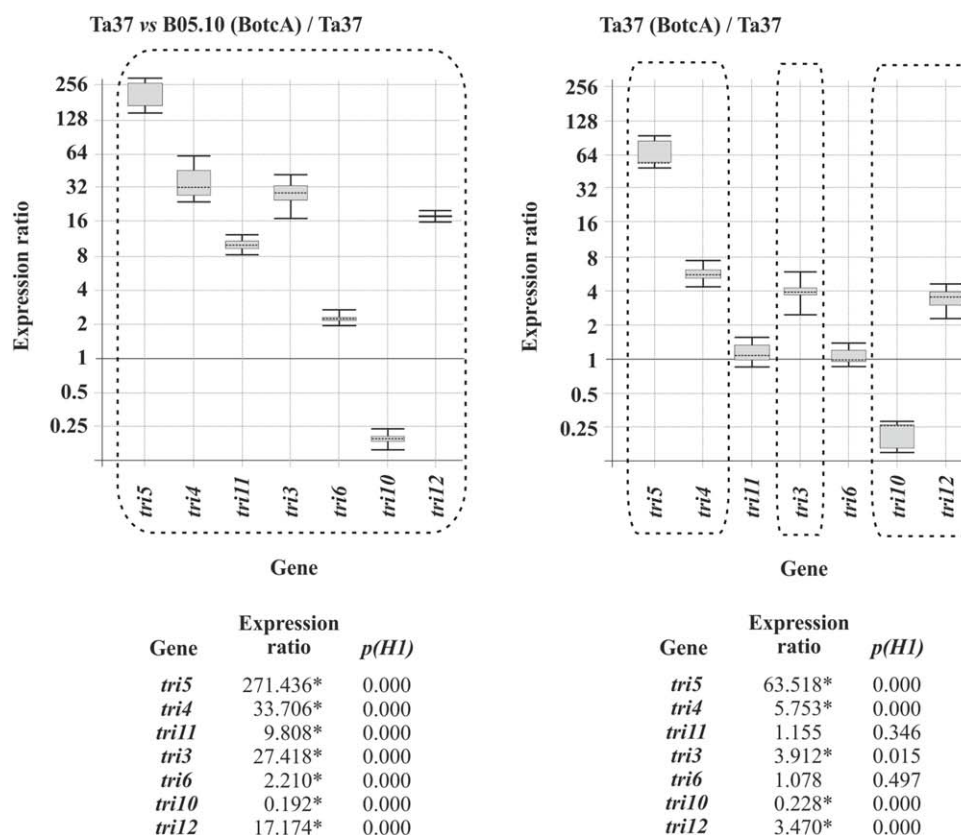 Ta37 vs B05.10 (BotcA) / Ta37
Expression ratio
256
128
64
32
16
8
4
2
1
0.5
0.25
tri5
tri4
tri11
tri3
tri6
tri10
tri12
Gene
Gene Expression ratio p(H1)
tri5 271.436* 0.000
tri4 33.706* 0.000
tri11 9.808* 0.000
tri3 27.418* 0.000
tri6 2.210* 0.000
tri10 0.192* 0.000
tri12 17.174* 0.000
Ta37 (BotcA) / Ta37
Expression ratio
256
128
64
32
16
8
4
2
1
0.5
0.25
tri5
tri4
tri11
tri3
tri6
tri10
tri12
Gene
Gene Expression ratio p(H1)
tri5 63.518* 0.000
tri4 5.753* 0.000
tri11 1.155 0.346
tri3 3.912* 0.015
tri6 1.078 0.497
tri10 0.228* 0.000
tri12 3.470* 0.000